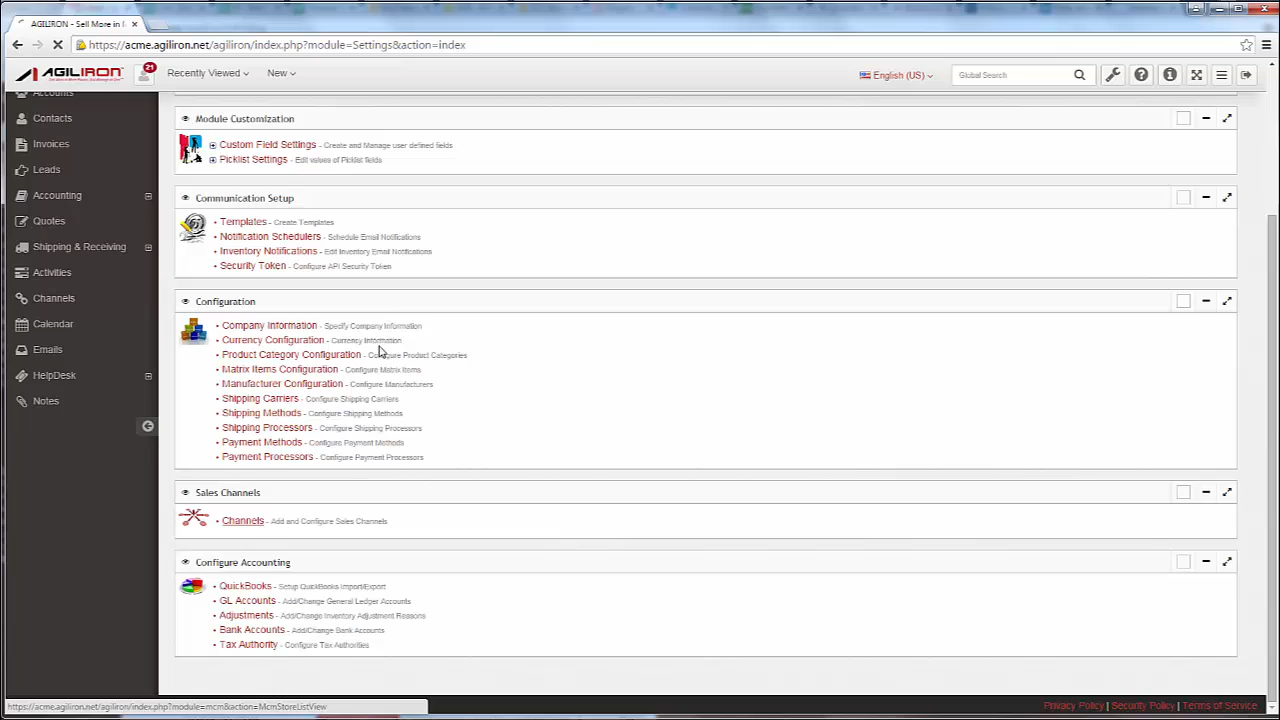 AGILIRON - Sell More in l
https://acme.agiliron.net/agiliron/index.php?module=Settings&action=index
AGILIRON
21
Recently Viewed
New
English (US)
Global Search
Accounts
Contacts
Invoices
Leads
Accounting
Quotes
Shipping & Receiving
Activities
Channels
Calendar
Emails
HelpDesk
Notes
Module Customization
Custom Field Settings - Create and Manage user defined fields
Picklist Settings - Edit values of Picklist fields
Communication Setup
Templates - Create Templates
Notification Schedulers - Schedule Email Notifications
Inventory Notifications - Edit Inventory Email Notifications
Security Token - Configure API Security Token
Configuration
Company Information - Specify Company Information
Currency Configuration - Currency Information
Product Category Configuration - Configure Product Categories
Matrix Items Configuration - Configure Matrix Items
Manufacturer Configuration - Configure Manufacturers
Shipping Carriers - Configure Shipping Carriers
Shipping Methods - Configure Shipping Methods
Shipping Processors - Configure Shipping Processors
Payment Methods - Configure Payment Methods
Payment Processors - Configure Payment Processors
Sales Channels
Channels - Add and Configure Sales Channels
Configure Accounting
QuickBooks - Setup QuickBooks Import/Export
GL Accounts - Add/Change General Ledger Accounts
Adjustments - Add/Change Inventory Adjustment Reasons
Bank Accounts - Add/Change Bank Accounts
Tax Authority - Configure Tax Authorities
https://acme.agiliron.net/agiliron/index.php?module=mcm&action=McmStoreListView
Privacy Policy | Security Policy | Terms of Service